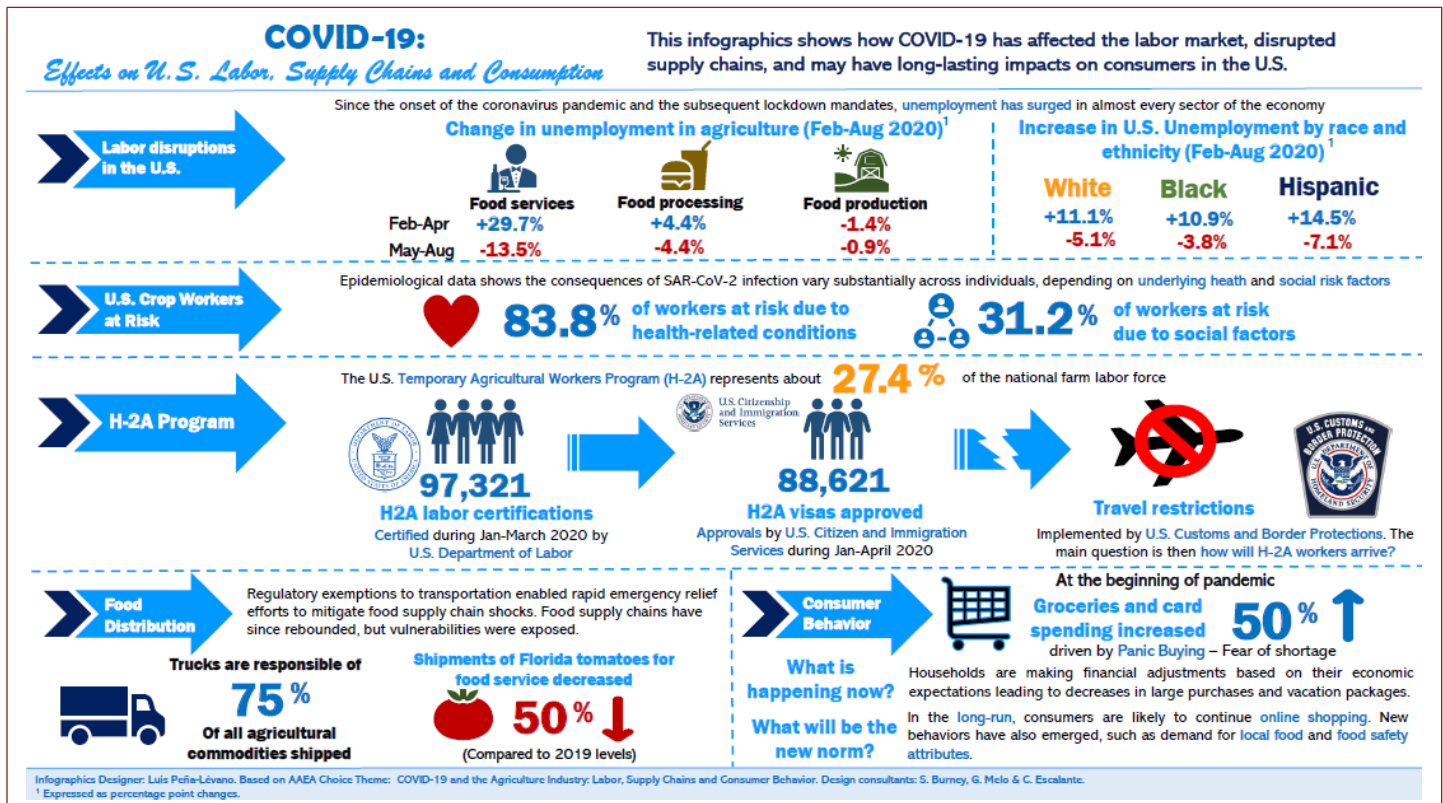 COVID-19:
Effects on U.S. Labor, Supply Chains and Consumption
This infographics shows how COVID-19 has affected the labor market, disrupted
supply chains, and may have long-lasting impacts on consumers in the U.S.
Since the onset of the coronavirus pandemic and the subsequent lockdown mandates, unemployment has surged in almost every sector of the economy
Labor disruptions
in the U.S.
Change in unemployment in agriculture (Feb-Aug 2020)1
Food services
Food processing
Food production
Feb-Apr
+29.7%
+4.4%
-1.4%
May-Aug
-13.5%
-4.4%
-0.9%
Increase in U.S. Unemployment by race and
ethnicity (Feb-Aug 2020) 1
White
Black
Hispanic
+11.1%
+10.9%
+14.5%
-5.1%
-3.8%
-7.1%
U.S. Crop Workers
at Risk
Epidemiological data shows the consequences of SAR-CoV-2 infection vary substantially across individuals, depending on underlying heath and social risk factors
83.8%
of workers at risk due to
health-related conditions
31.2%
of workers at risk
due to social factors
H-2A Program
The U.S. Temporary Agricultural Workers Program (H-2A) represents about 27.4% of the national farm labor force
DEPARTMENT OF LABOR
UNITED STATES OF AMERICA
97,321
H2A labor certifications
Certified during Jan-March 2020 by
U.S. Department of Labor
U.S. Citizenship
and Immigration
Services
88,621
H2A visas approved
Approvals by U.S. Citizen and Immigration
Services during Jan-April 2020
U.S. CUSTOMS AND
BORDER PROTECTION
U.S. DEPARTMENT OF
HOMELAND SECURITY
Travel restrictions
Implemented by U.S. Customs and Border Protections. The
main question is then how will H-2A workers arrive?
Food
Distribution
Regulatory exemptions to transportation enabled rapid emergency relief
efforts to mitigate food supply chain shocks. Food supply chains have
since rebounded, but vulnerabilities were exposed.
Trucks are responsible of
75%
Of all agricultural
commodities shipped
Shipments of Florida tomatoes for
food service decreased
50%
(Compared to 2019 levels)
Consumer
Behavior
At the beginning of pandemic
Groceries and card
spending increased
50%
driven by Panic Buying – Fear of shortage
What is
happening now?
Households are making financial adjustments based on their economic
expectations leading to decreases in large purchases and vacation packages.
What will be the
new norm?
In the long-run, consumers are likely to continue online shopping. New
behaviors have also emerged, such as demand for local food and food safety
attributes.
Infographics Designer: Luis Peña-Lévano. Based on AAEA Choice Theme: COVID-19 and the Agriculture Industry: Labor, Supply Chains and Consumer Behavior. Design consultants: S. Burney, G. Melo & C. Escalante.
1 Expressed as percentage point changes.